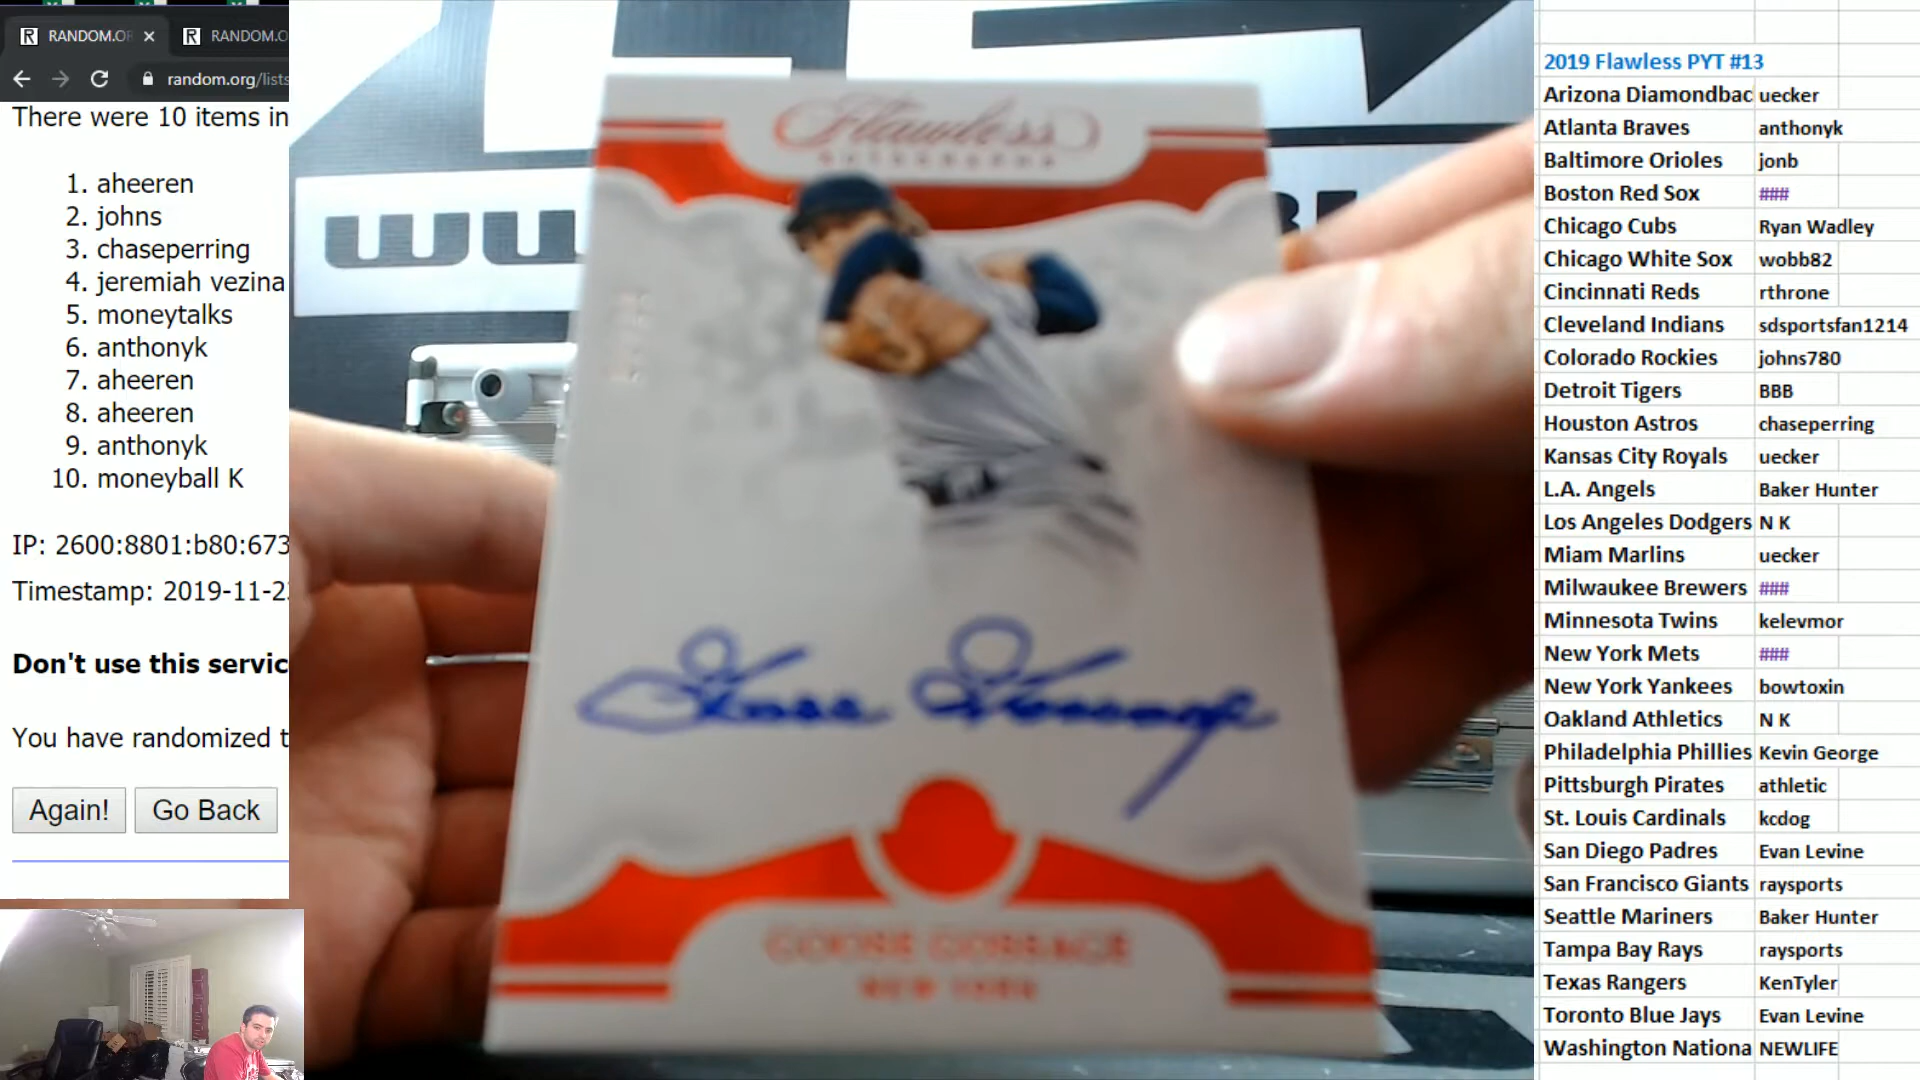 RANDOM.OR
RANDOM.O
random.org/lists
There were 10 items in
1. aheeren
2. johns
3. chaseperring
4. jeremiah vezina
5. moneytalks
6. anthonyk
7. aheeren
8. aheeren
9. anthonyk
10. moneyball K
IP: 2600:8801:b80:673
Timestamp: 2019-11-2
Don't use this servic
You have randomized t
Again! Go Back
Flawless
AUTOGRAPHS
Goose Gossage
GOOSE GOSSAGE
NEW YORK
2019 Flawless PYT #13
Arizona Diamondbac uecker
Atlanta Braves anthonyk
Baltimore Orioles jonb
Boston Red Sox ###
Chicago Cubs Ryan Wadley
Chicago White Sox wobb82
Cincinnati Reds rthrone
Cleveland Indians sdsportsfan1214
Colorado Rockies johns780
Detroit Tigers BBB
Houston Astros chaseperring
Kansas City Royals uecker
L.A. Angels Baker Hunter
Los Angeles Dodgers N K
Miam Marlins uecker
Milwaukee Brewers ###
Minnesota Twins kelevmor
New York Mets ###
New York Yankees bowtoxin
Oakland Athletics N K
Philadelphia Phillies Kevin George
Pittsburgh Pirates athletic
St. Louis Cardinals kcdog
San Diego Padres Evan Levine
San Francisco Giants raysports
Seattle Mariners Baker Hunter
Tampa Bay Rays raysports
Texas Rangers KenTyler
Toronto Blue Jays Evan Levine
Washington Nationa NEWLIFE